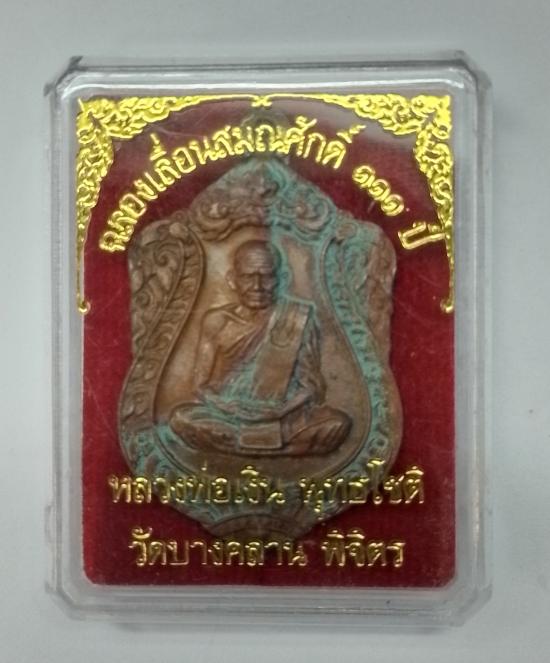 ฉลองเลื่อนสมณศักดิ์ ๑๑๑ ปี
หลวงพ่อเงิน พุทธโชติ
วัดบางคลาน พิจิตร